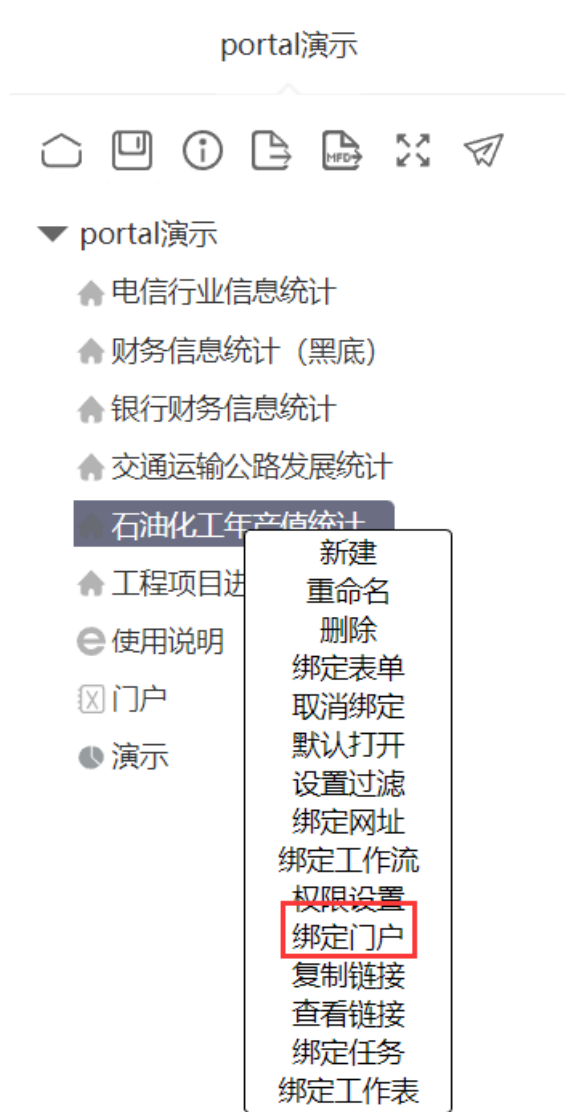 portal演示
MFD
portal演示
电信行业信息统计
财务信息统计（黑底）
银行财务信息统计
交通运输公路发展统计
石油化工年产值统计
工程项目进
使用说明
门户
演示
新建
重命名
删除
绑定表单
取消绑定
默认打开
设置过滤
绑定网址
绑定工作流
权限设置
绑定门户
复制链接
查看链接
绑定任务
绑定工作表